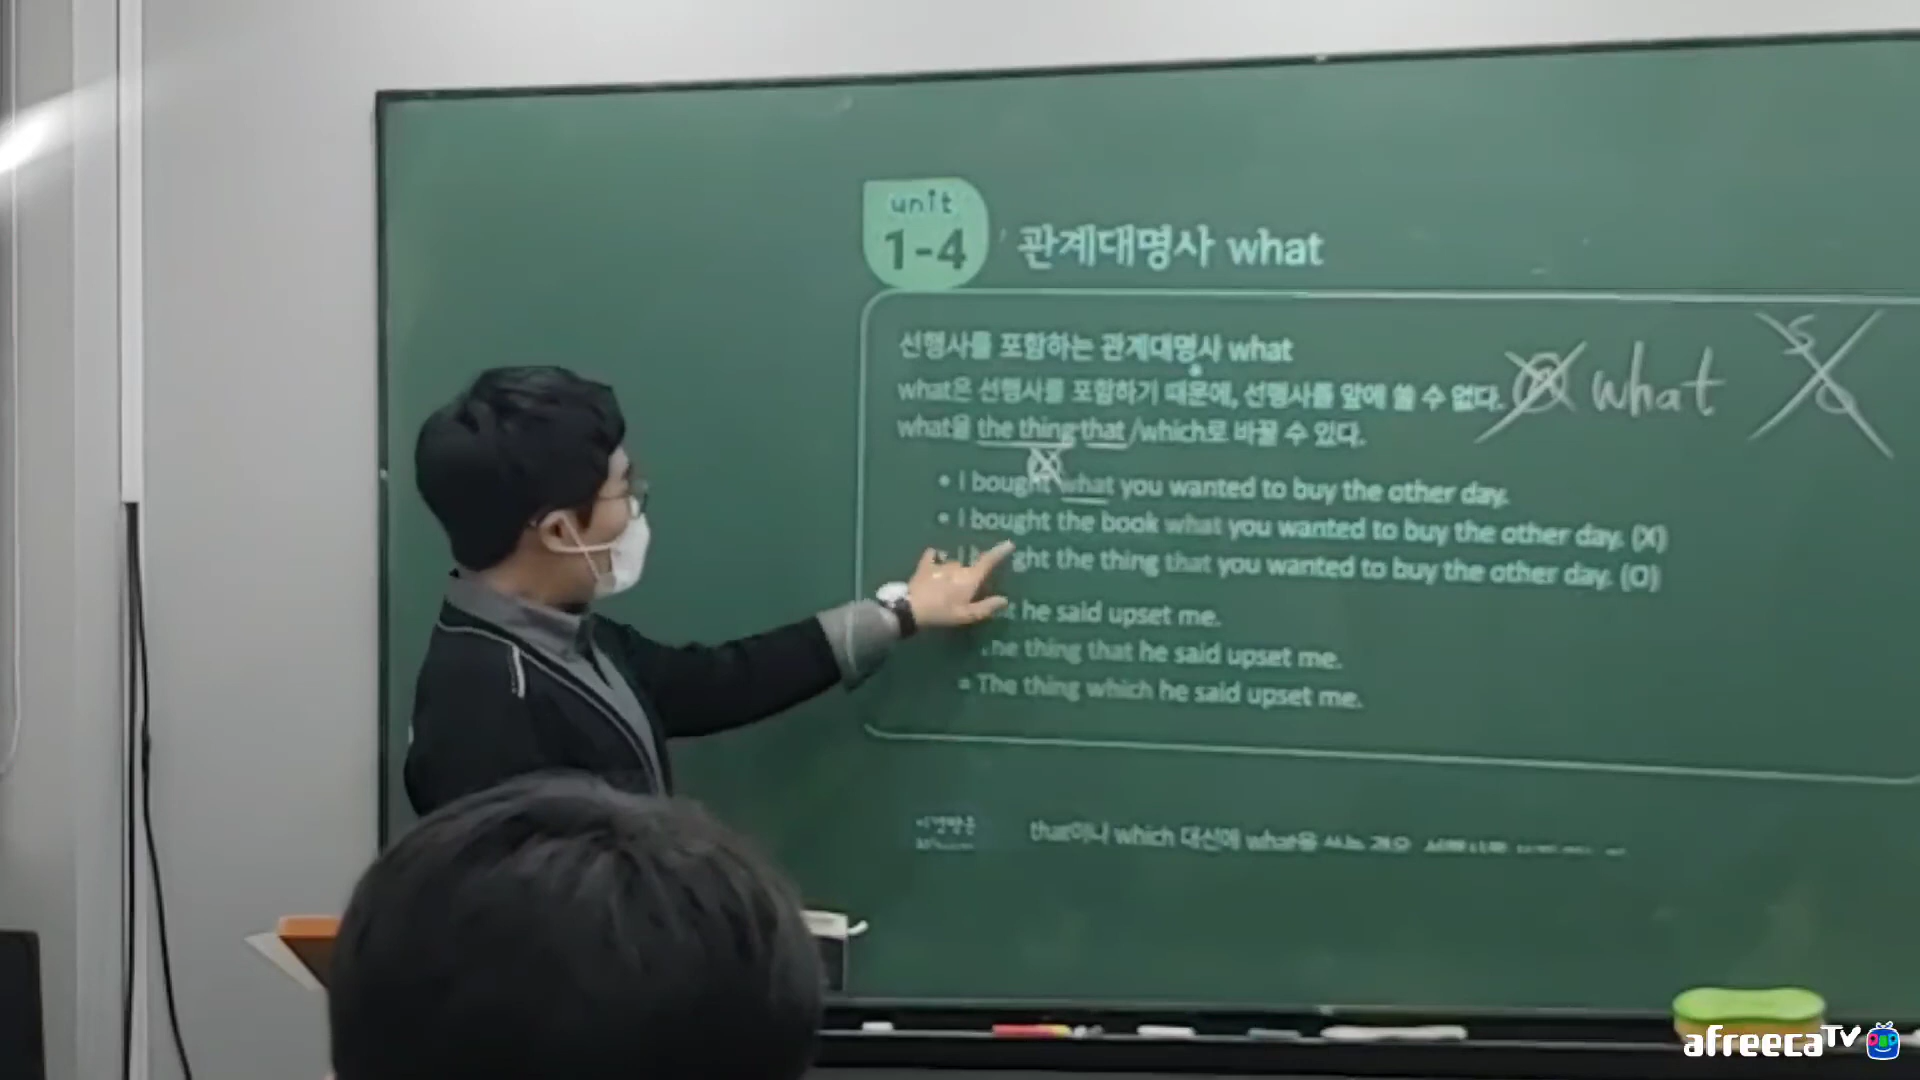 unit
1-4
관계대명사 what
선행사를 포함하는 관계대명사 what
what은 선행사를 포함하기 때문에, 선행사를 앞에 쓸 수 없다.
what
what을 the thing that /which로 바꿀 수 있다.
• I bought what you wanted to buy the other day.
• I bought the book what you wanted to buy the other day. (X)
I ght the thing that you wanted to buy the other day. (O)
he said upset me.
thing that he said upset me.
= The thing which he said upset me.
that이나 which 대신에 what을 쓰는 경우
afreecaTV